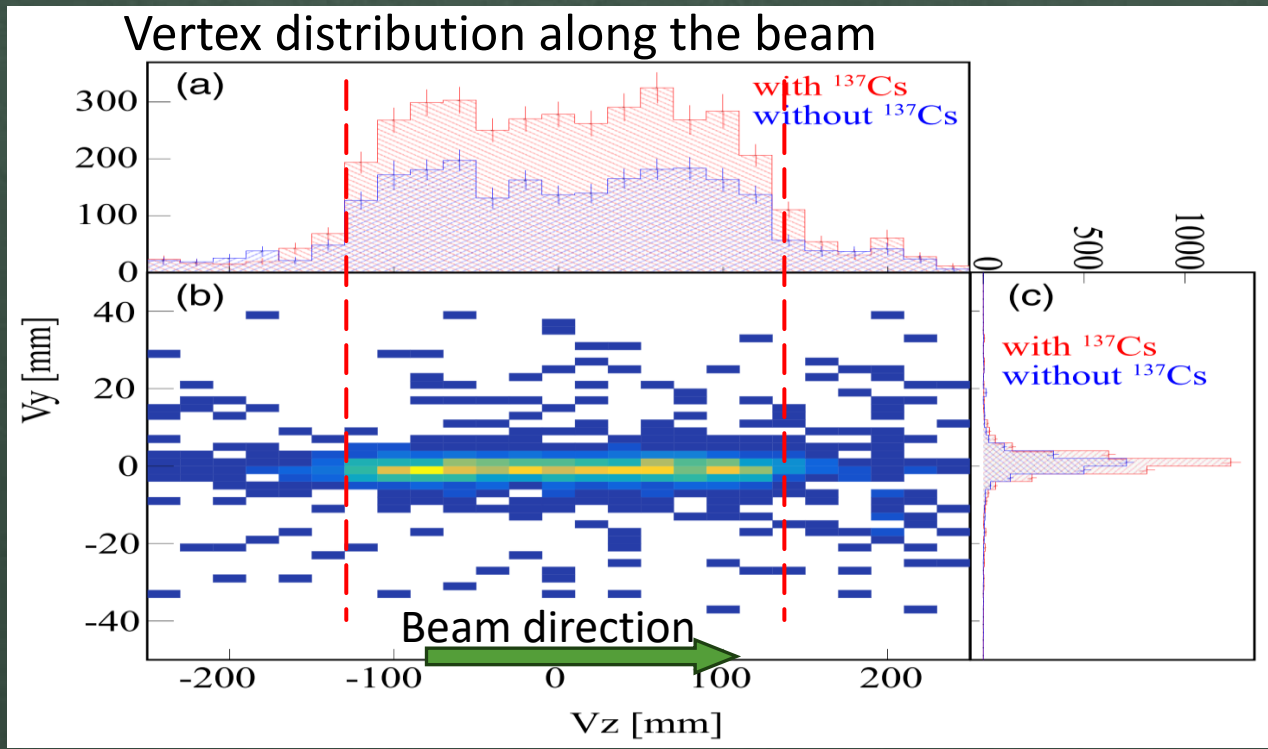 Vertex distribution along the beam
(a)
with ¹³⁷Cs
without ¹³⁷Cs
300
200
100
0
0
500
1000
(b)
(c)
with ¹³⁷Cs
without ¹³⁷Cs
Vy [mm]
40
20
0
-20
-40
Beam direction
-200
-100
0
100
200
Vz [mm]